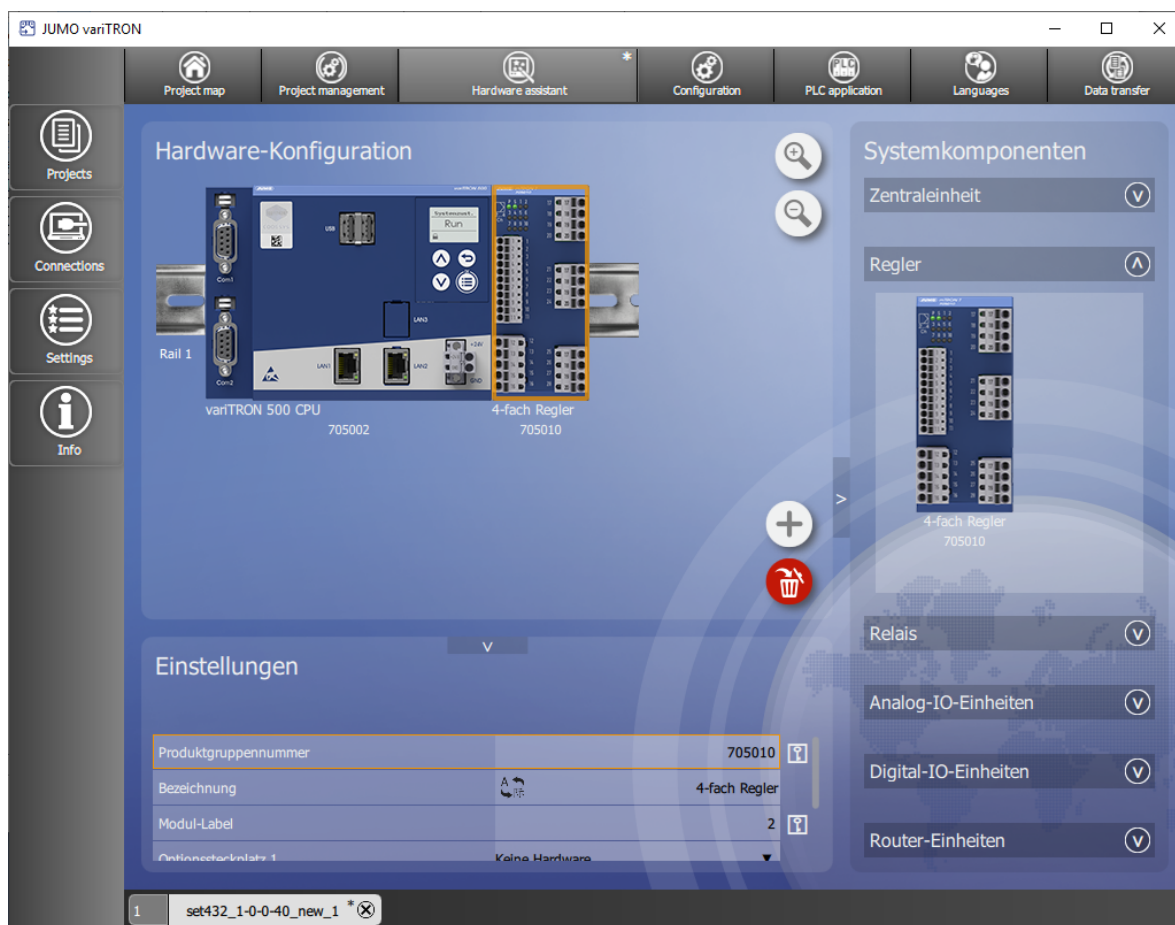 JUMO variTRON
Project map
Project management
Hardware assistant
*
Configuration
PLC application
Languages
Data transfer
Projects
Connections
Settings
Info
Hardware-Konfiguration
JUMO
USB
Run
Com1
Com2
LAN3
LAN1
LAN2
+24V
GND
Rail 1
variTRON 500 CPU
705002
4-fach Regler
705010
>
v
Systemkomponenten
Zentraleinheit
Regler
4-fach Regler
705010
Relais
Analog-IO-Einheiten
Digital-IO-Einheiten
Router-Einheiten
Einstellungen
Produktgruppennummer 705010
Bezeichnung 4-fach Regler
Modul-Label 2
Optionssteckplatz 1 Keine Hardware
1 set432_1-0-0-40_new_1 *